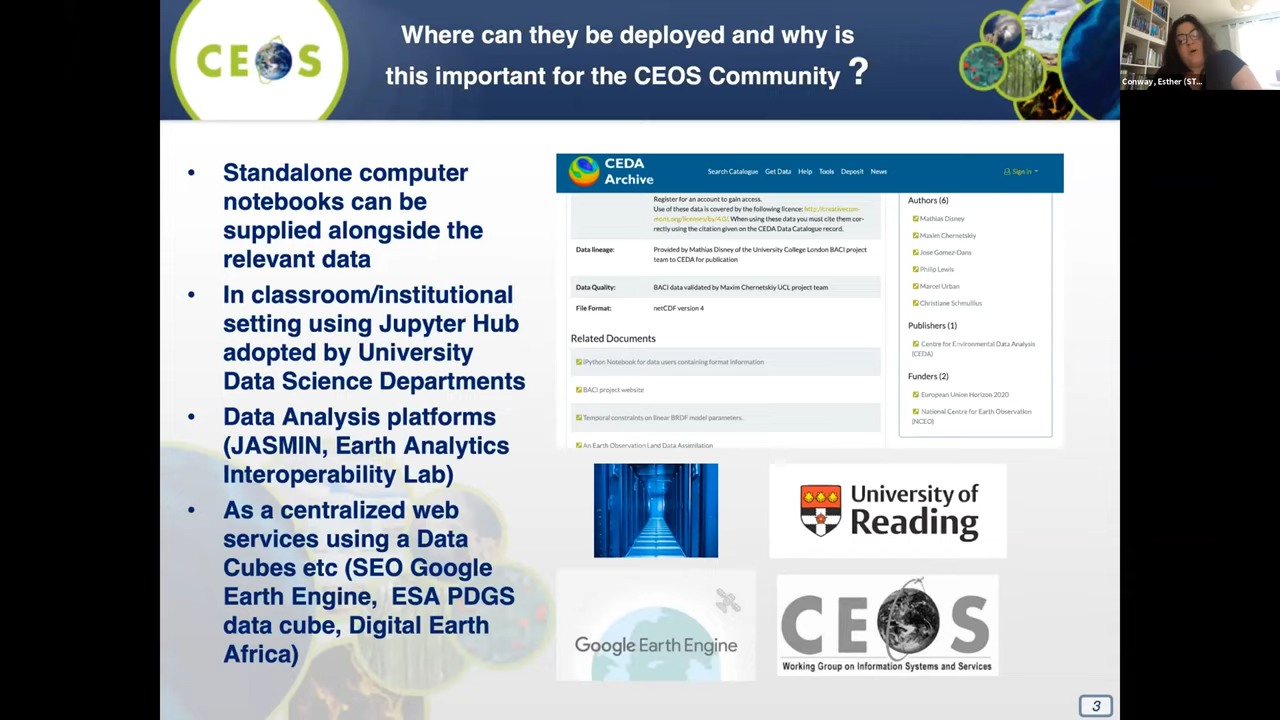 CEOS
Where can they be deployed and why is
this important for the CEOS Community ?
Conway, Esther (ST...
• Standalone computer
notebooks can be
supplied alongside the
relevant data
• In classroom/institutional
setting using Jupyter Hub
adopted by University
Data Science Departments
• Data Analysis platforms
(JASMIN, Earth Analytics
Interoperability Lab)
• As a centralized web
services using a Data
Cubes etc (SEO Google
Earth Engine, ESA PDGS
data cube, Digital Earth
Africa)
CEDA
Archive
Search Catalogue Get Data Help Tools Deposit News
Sign in
Register for an account to gain access.
Use of these data is covered by the following licence: http://creativecom-
mons.org/licenses/by/4.0/. When using these data you must cite them cor-
rectly using the citation given on the CEDA Data Catalogue record.
Data lineage: Provided by Mathias Disney of the University College London BACI project
team to CEDA for publication
Data Quality: BACI data validated by Maxim Chernetskiy UCL project team
File Format: netCDF version 4
Related Documents
IPython Notebook for data users containing format information
BACI project website
Temporal constraints on linear BRDF model parameters.
An Earth Observation Land Data Assimilation
Authors (6)
Mathias Disney
Maxim Chernetskiy
Jose Gomez-Dans
Philip Lewis
Marcel Urban
Christiane Schmullius
Publishers (1)
Centre for Environmental Data Analysis
(CEDA)
Funders (2)
European Union Horizon 2020
National Centre for Earth Observation
(NCEO)
University of
Reading
Google Earth Engine
CEOS
Working Group on Information Systems and Services
3